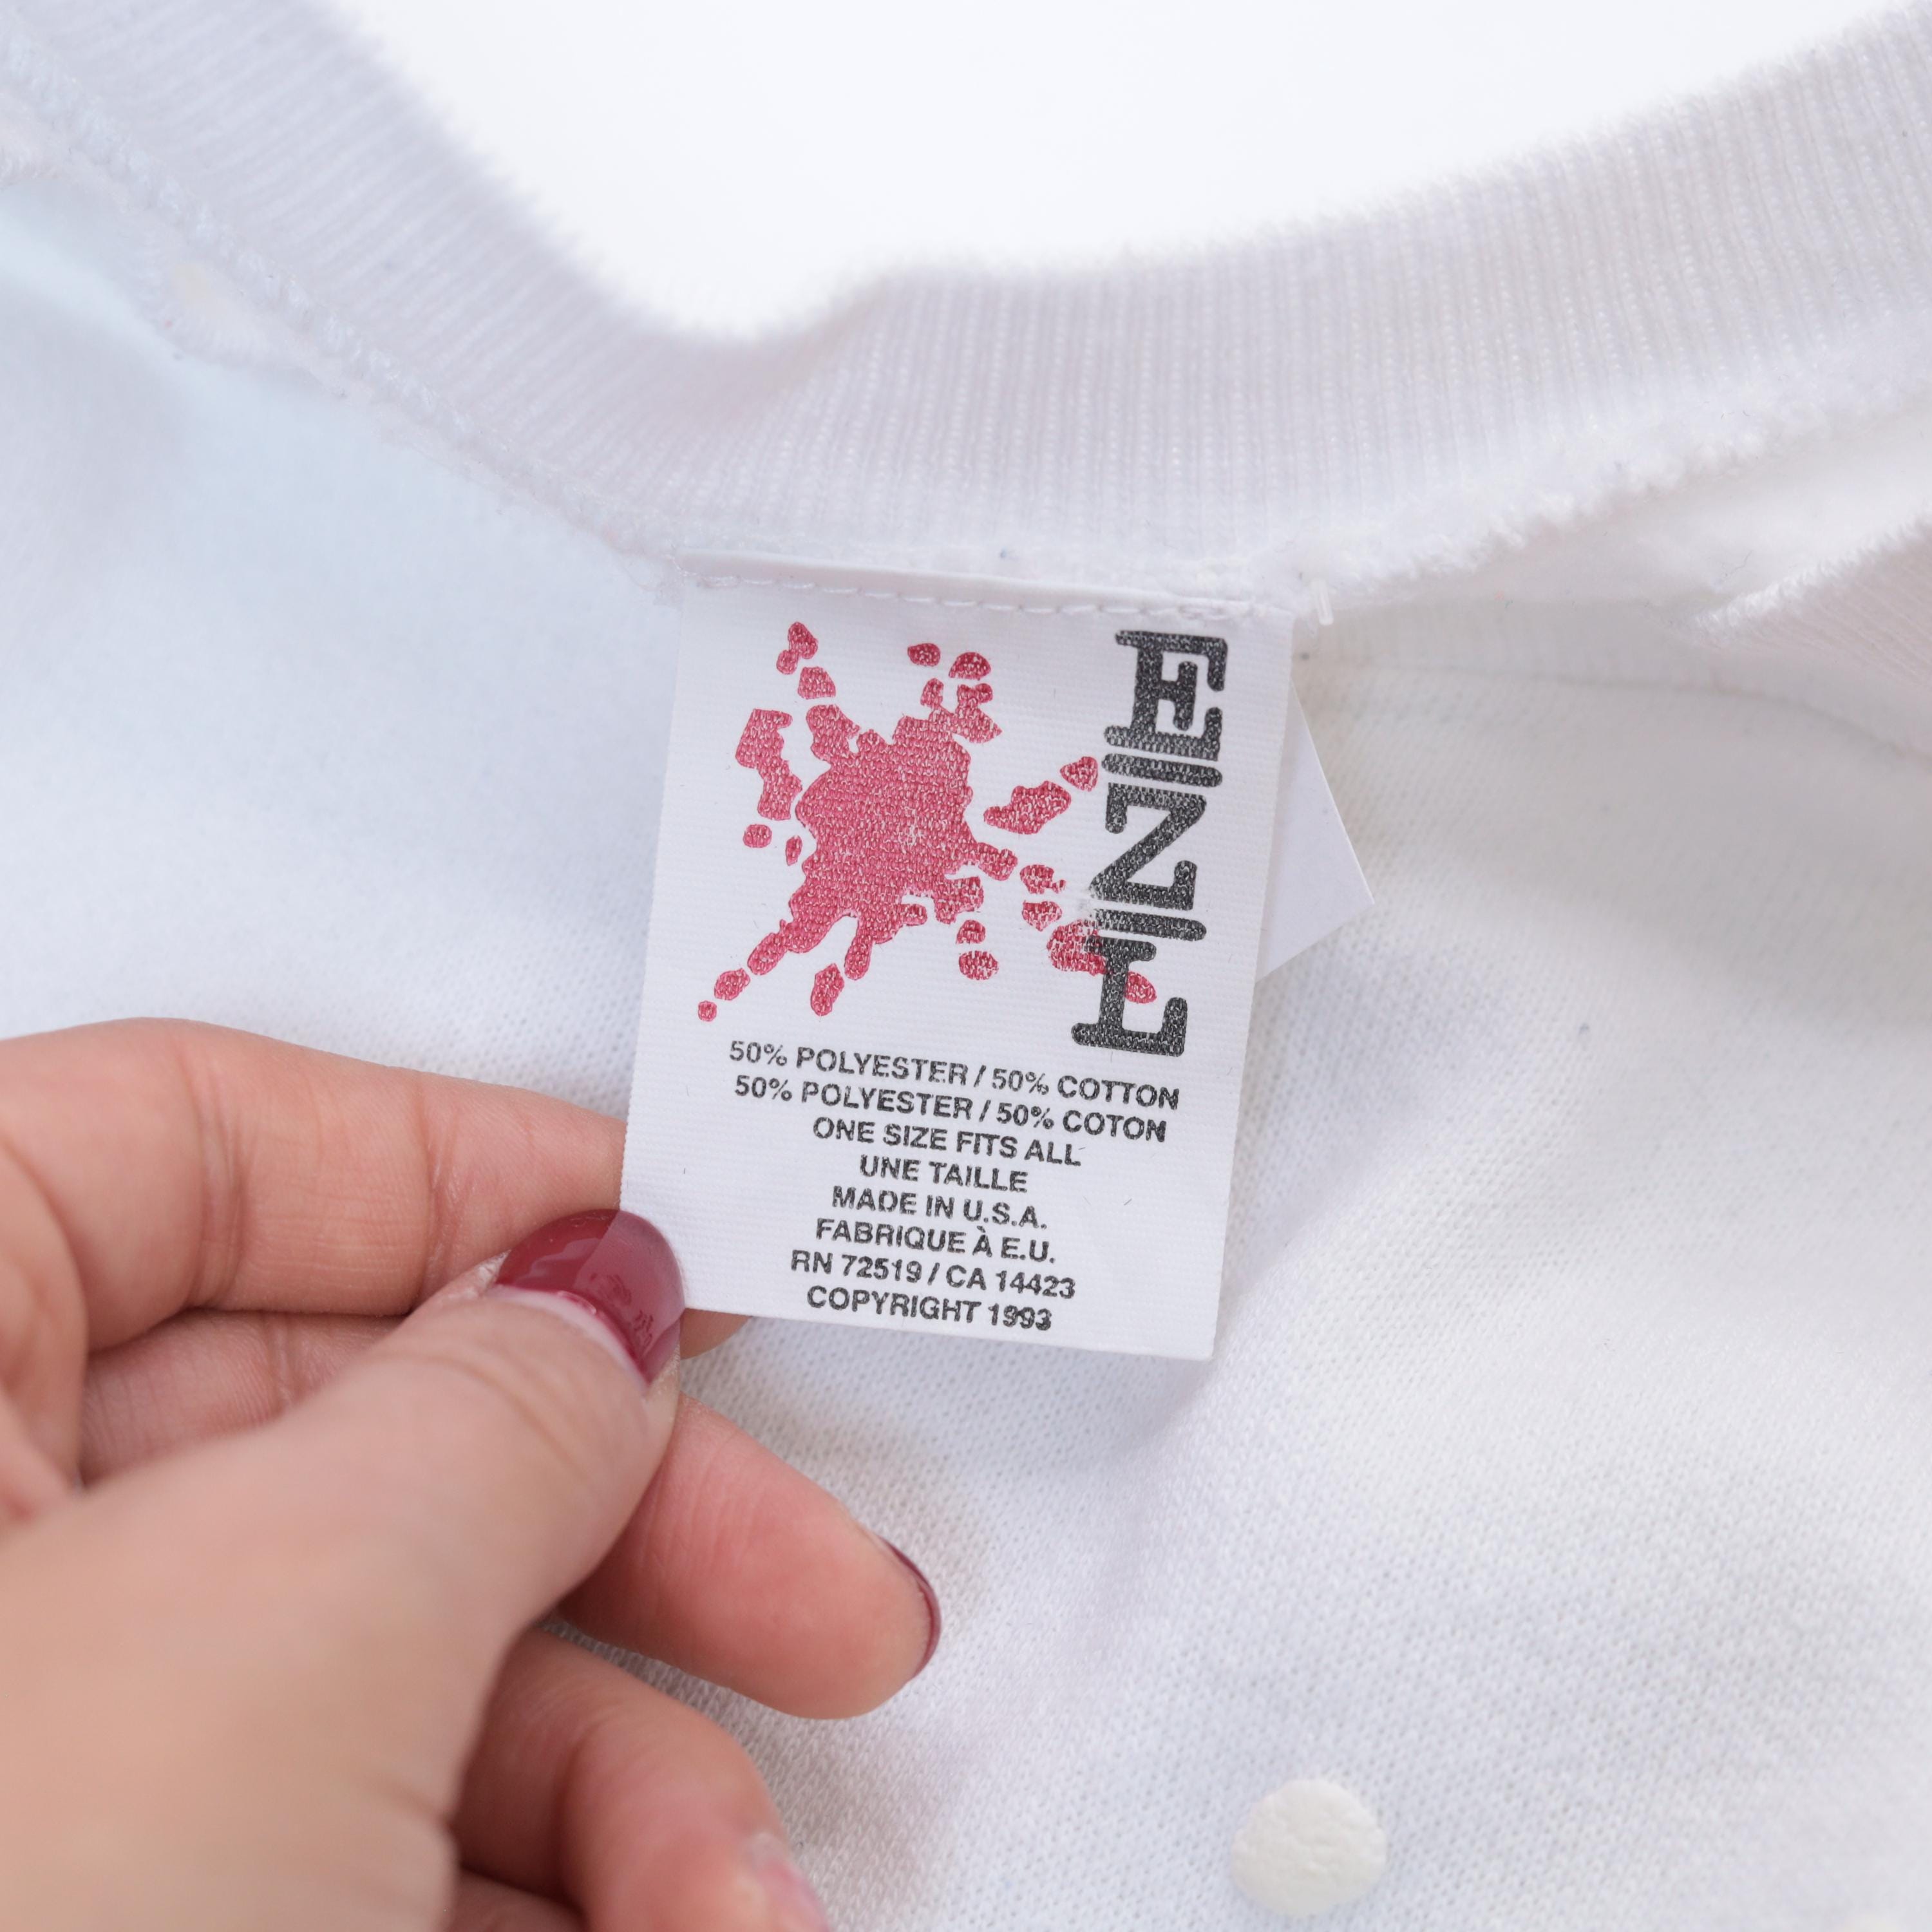 EZL
50% POLYESTER / 50% COTTON
50% POLYESTER / 50% COTON
ONE SIZE FITS ALL
UNE TAILLE
MADE IN U.S.A.
FABRIQUE À E.U.
RN 72519 / CA 14423
COPYRIGHT 1993